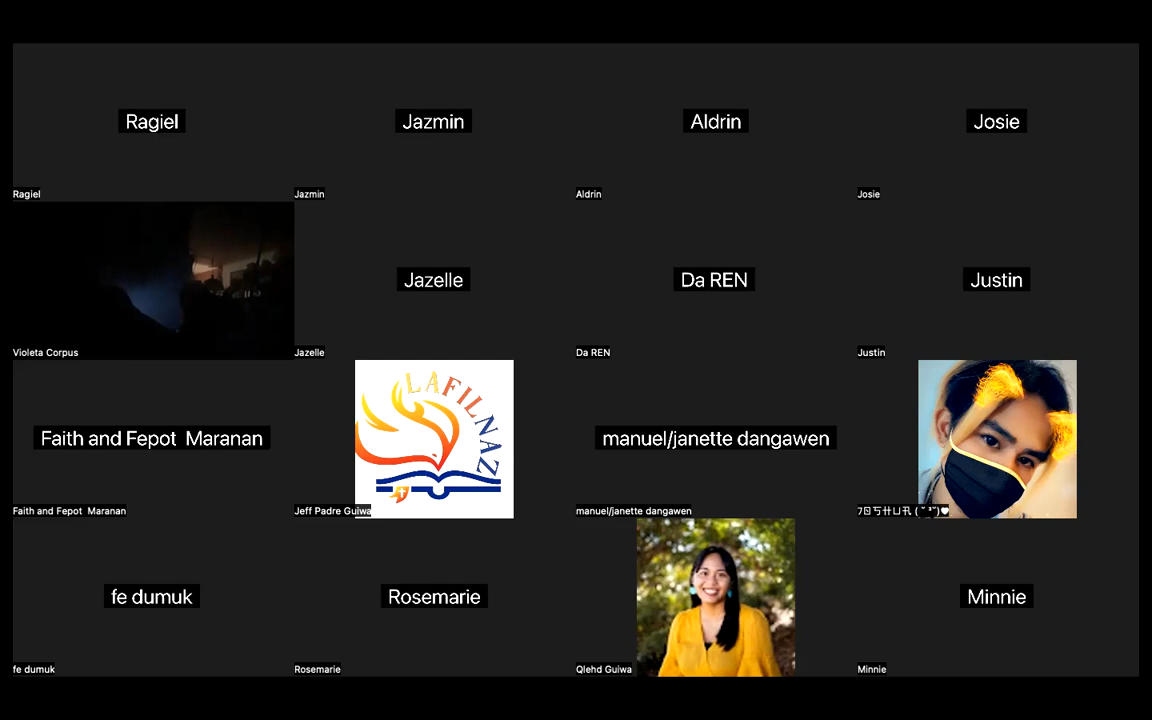 Ragiel
Jazmin
Aldrin
Josie
Ragiel
Jazmin
Aldrin
Josie
Jazelle
Da REN
Justin
Violeta Corpus
Jazelle
Da REN
Justin
LAFILNAZ
Faith and Fepot Maranan
manuel/janette dangawen
Faith and Fepot Maranan
Jeff Padre Guiwa
manuel/janette dangawen
fe dumuk
Rosemarie
Minnie
fe dumuk
Rosemarie
Qlehd Guiwa
Minnie